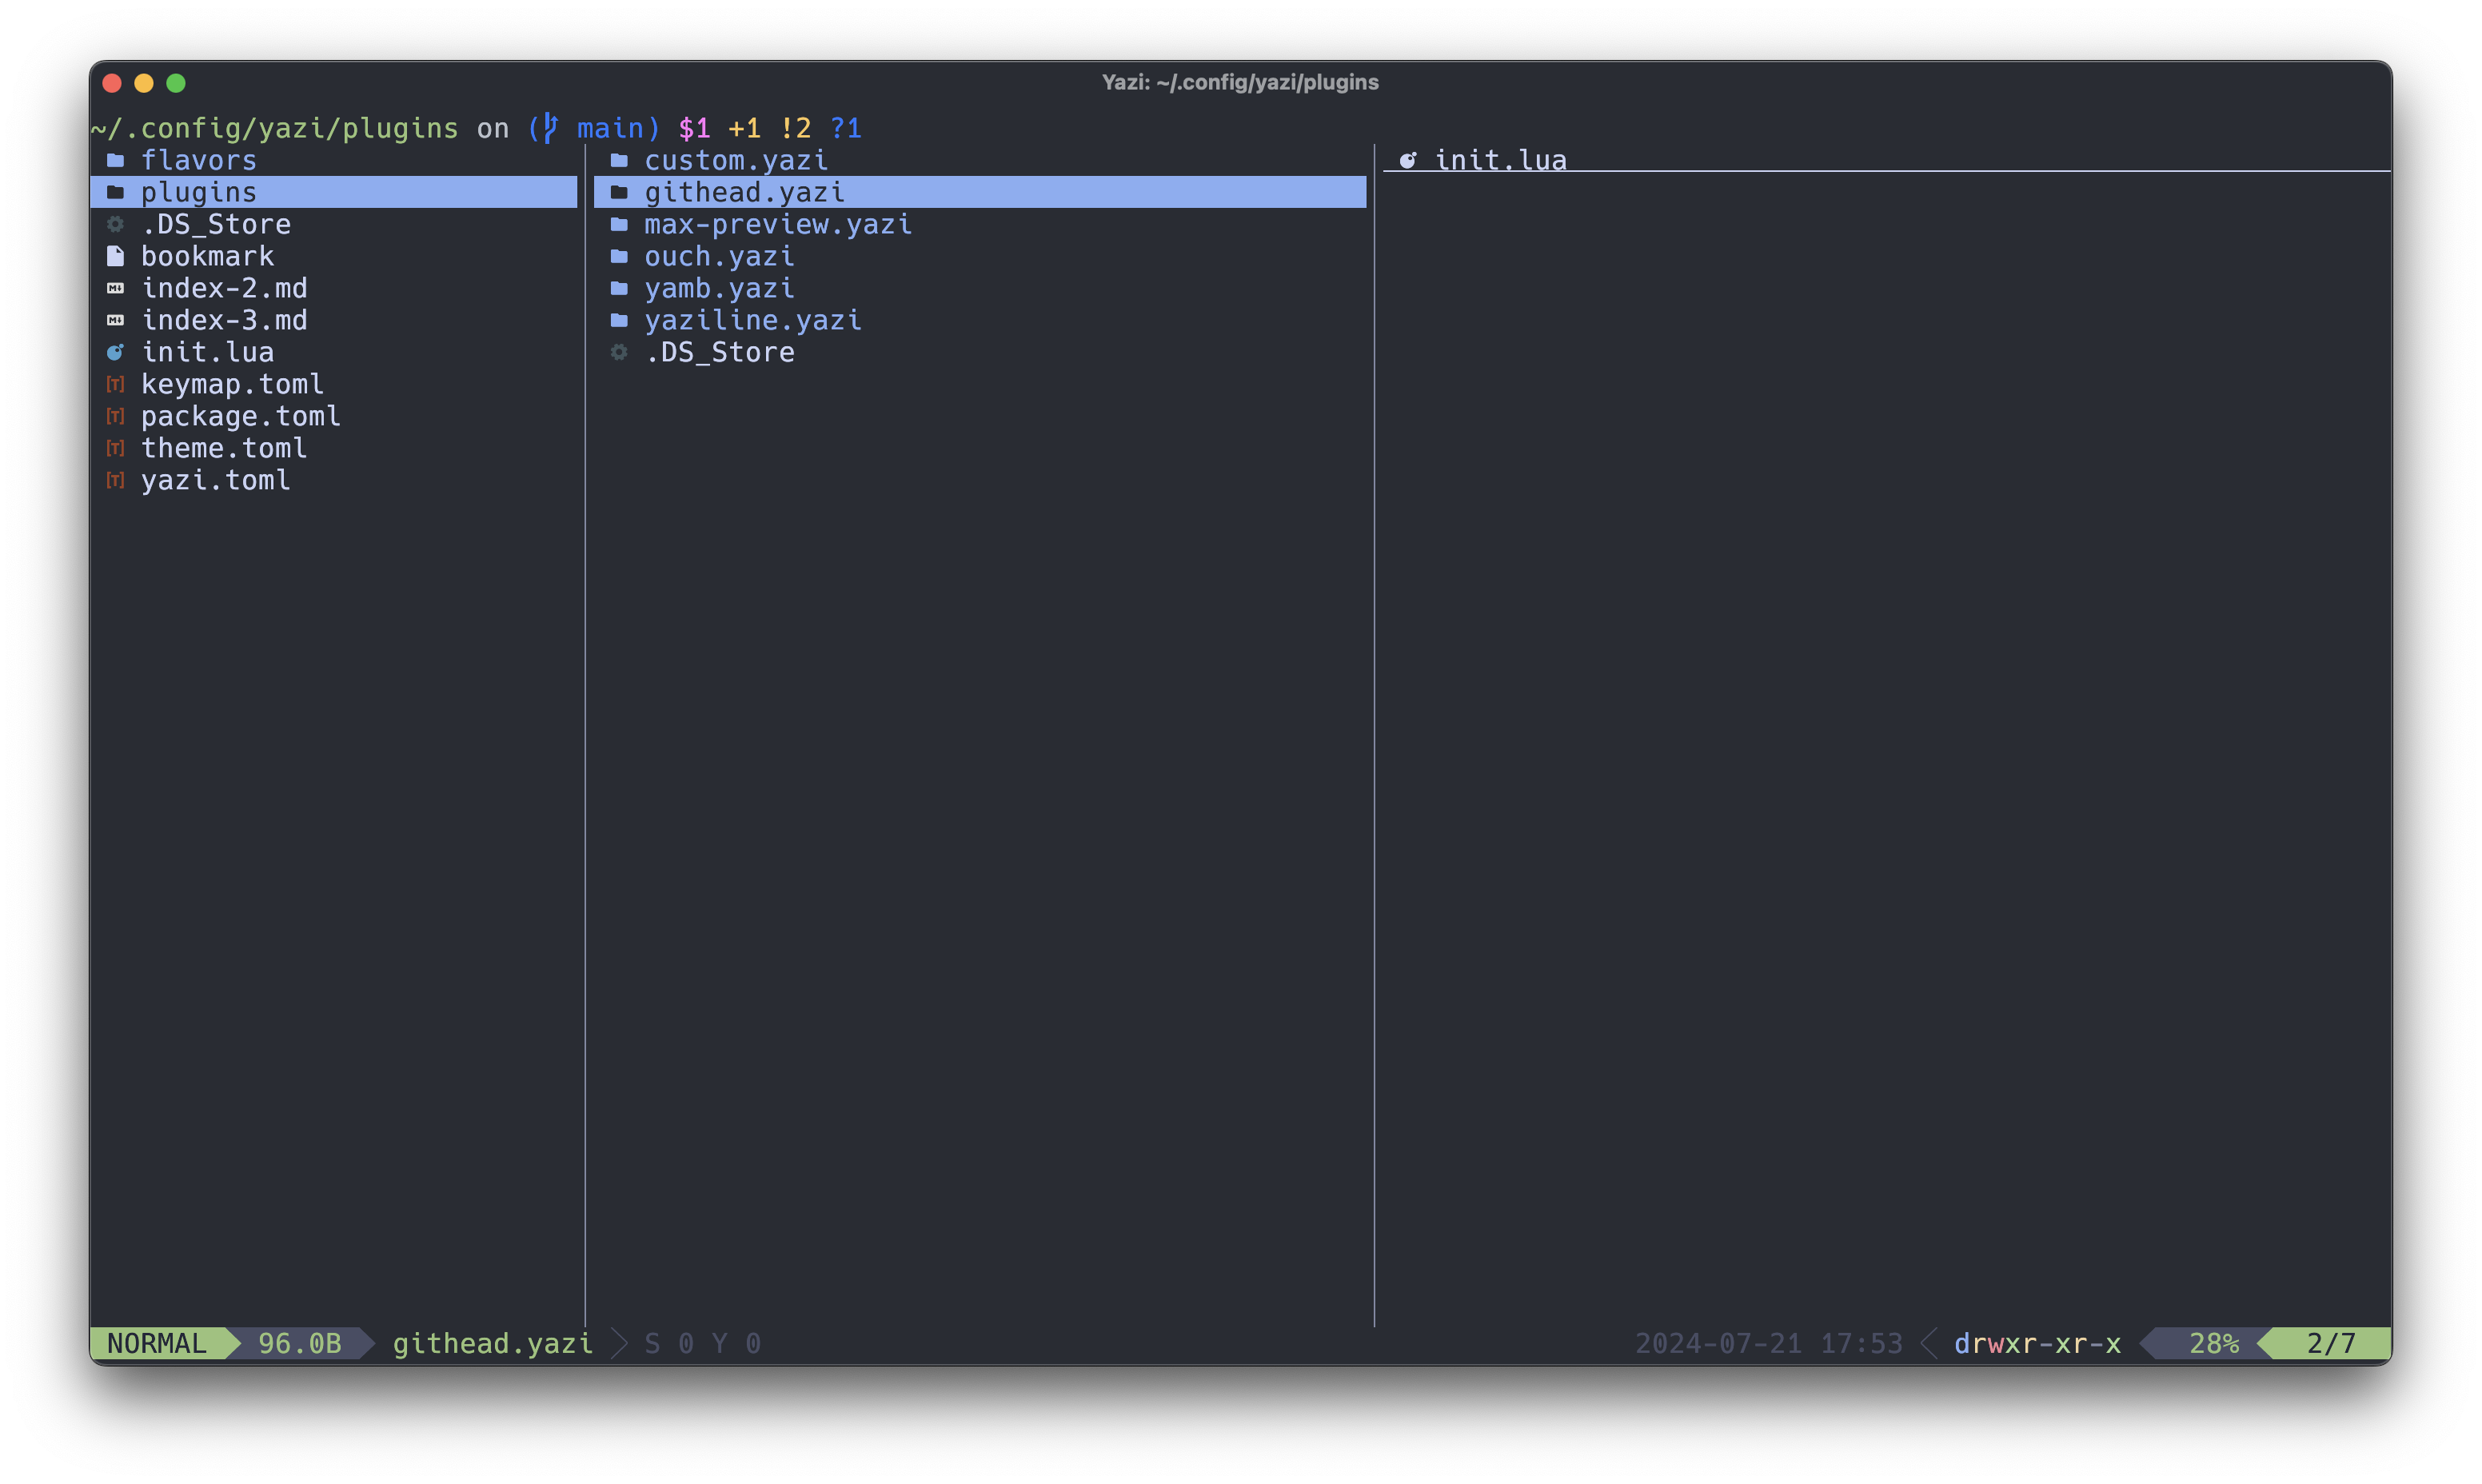 Yazi: ~/.config/yazi/plugins
~/.config/yazi/plugins on ( main) $1 +1 !2 ?1
flavors
plugins
.DS_Store
bookmark
index-2.md
index-3.md
init.lua
keymap.toml
package.toml
theme.toml
yazi.toml
custom.yazi
githead.yazi
max-preview.yazi
ouch.yazi
yamb.yazi
yaziline.yazi
.DS_Store
init.lua
NORMAL 96.0B githead.yazi S 0 Y 0 2024-07-21 17:53 drwxr-xr-x 28% 2/7